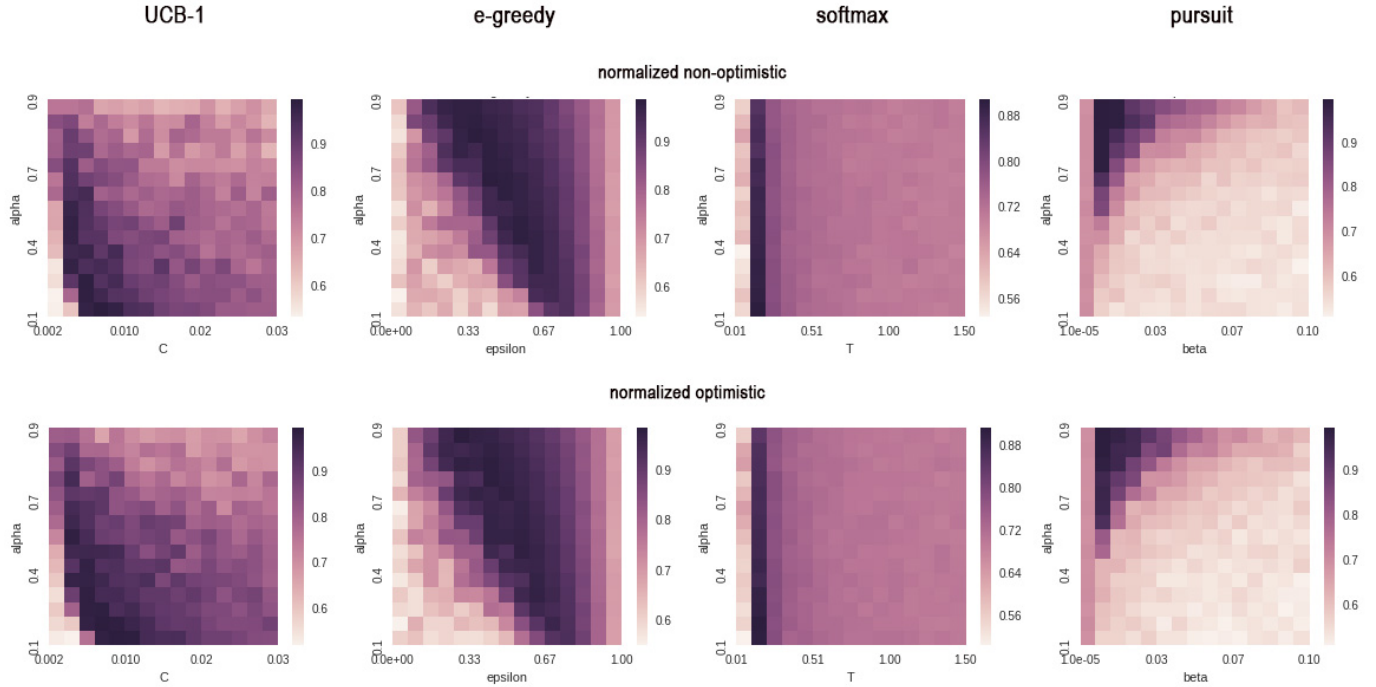 UCB-1 e-greedy softmax pursuit
normalized non-optimistic
alpha
0.9
0.7
0.4
0.1
0.002 0.010 0.02 0.03
C
0.9
0.8
0.7
0.6
alpha
0.9
0.7
0.4
0.1
0.0e+00 0.33 0.67 1.00
epsilon
0.9
0.8
0.7
0.6
alpha
0.9
0.7
0.4
0.1
0.01 0.51 1.00 1.50
T
0.88
0.80
0.72
0.64
0.56
alpha
0.9
0.7
0.4
0.1
1.0e-05 0.03 0.07 0.10
beta
0.9
0.8
0.7
0.6
normalized optimistic
alpha
0.9
0.7
0.4
0.1
0.002 0.010 0.02 0.03
C
0.9
0.8
0.7
0.6
alpha
0.9
0.7
0.4
0.1
0.0e+00 0.33 0.67 1.00
epsilon
0.9
0.8
0.7
0.6
alpha
0.9
0.7
0.4
0.1
0.01 0.51 1.00 1.50
T
0.88
0.80
0.72
0.64
0.56
alpha
0.9
0.7
0.4
0.1
1.0e-05 0.03 0.07 0.10
beta
0.9
0.8
0.7
0.6